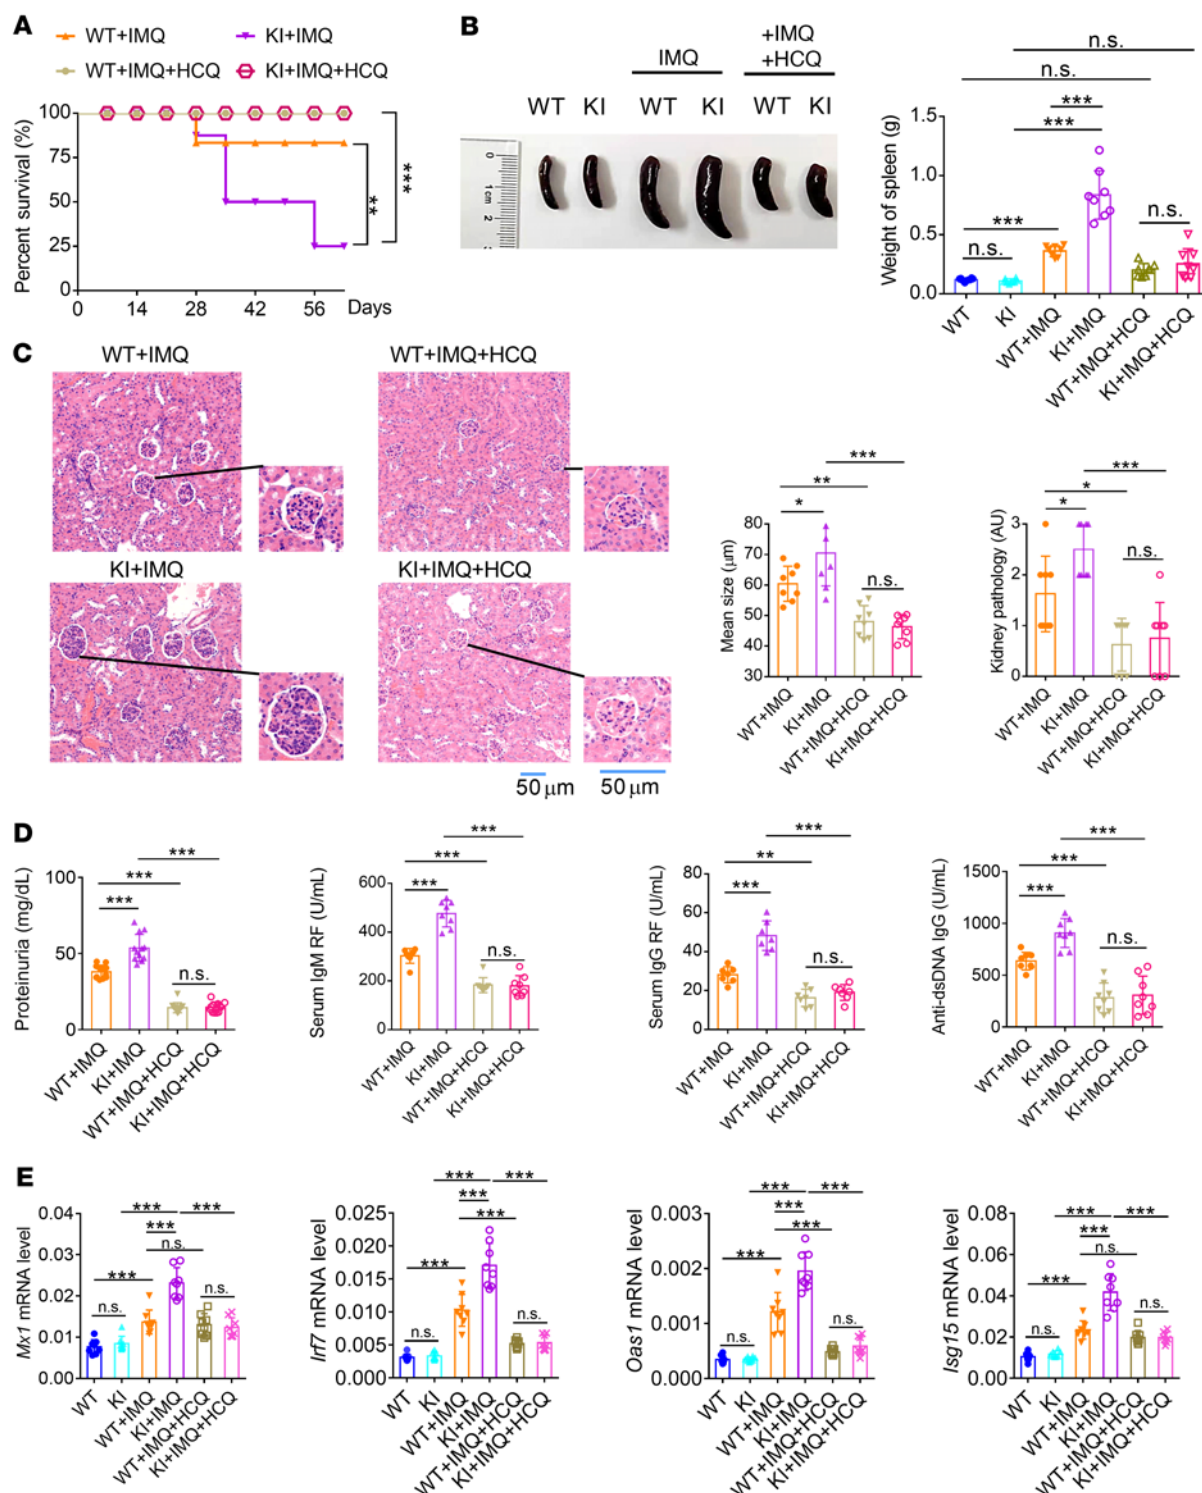 A
WT+IMQ
KI+IMQ
WT+IMQ+HCQ
KI+IMQ+HCQ
Percent survival (%)
100
75
50
25
0
0
14
28
42
56
Days
***
**
B
IMQ
+IMQ
+HCQ
WT
KI
WT
KI
WT
KI
0
1cm
2
Weight of spleen (g)
1.5
1.0
0.5
0.0
n.s.
n.s.
***
***
***
n.s.
n.s.
WT
KI
WT+IMQ
KI+IMQ
WT+IMQ+HCQ
KI+IMQ+HCQ
C
WT+IMQ
WT+IMQ+HCQ
KI+IMQ
KI+IMQ+HCQ
50 μm
50 μm
Mean size (μm)
80
70
60
50
40
30
***
**
*
n.s.
WT+IMQ
KI+IMQ
WT+IMQ+HCQ
KI+IMQ+HCQ
Kidney pathology (AU)
3
2
1
0
***
*
*
n.s.
WT+IMQ
KI+IMQ
WT+IMQ+HCQ
KI+IMQ+HCQ
D
Proteinuria (mg/dL)
100
50
0
***
***
***
n.s.
WT+IMQ
KI+IMQ
WT+IMQ+HCQ
KI+IMQ+HCQ
Serum IgM RF (U/mL)
600
400
200
0
***
***
***
n.s.
WT+IMQ
KI+IMQ
WT+IMQ+HCQ
KI+IMQ+HCQ
Serum IgG RF (U/mL)
80
60
40
20
0
***
**
***
n.s.
WT+IMQ
KI+IMQ
WT+IMQ+HCQ
KI+IMQ+HCQ
Anti-dsDNA IgG (U/mL)
1500
1000
500
0
***
***
***
n.s.
WT+IMQ
KI+IMQ
WT+IMQ+HCQ
KI+IMQ+HCQ
E
Mx1 mRNA level
0.04
0.03
0.02
0.01
0.00
*** ***
***
n.s.
***
n.s.
n.s.
WT
KI
WT+IMQ
KI+IMQ
WT+IMQ+HCQ
KI+IMQ+HCQ
Irf7 mRNA level
0.025
0.020
0.015
0.010
0.005
0.000
*** ***
***
***
***
n.s.
n.s.
WT
KI
WT+IMQ
KI+IMQ
WT+IMQ+HCQ
KI+IMQ+HCQ
Oas1 mRNA level
0.003
0.002
0.001
0.000
*** ***
***
***
***
n.s.
n.s.
WT
KI
WT+IMQ
KI+IMQ
WT+IMQ+HCQ
KI+IMQ+HCQ
Isg15 mRNA level
0.08
0.06
0.04
0.02
0.00
*** ***
***
n.s.
***
n.s.
n.s.
WT
KI
WT+IMQ
KI+IMQ
WT+IMQ+HCQ
KI+IMQ+HCQ